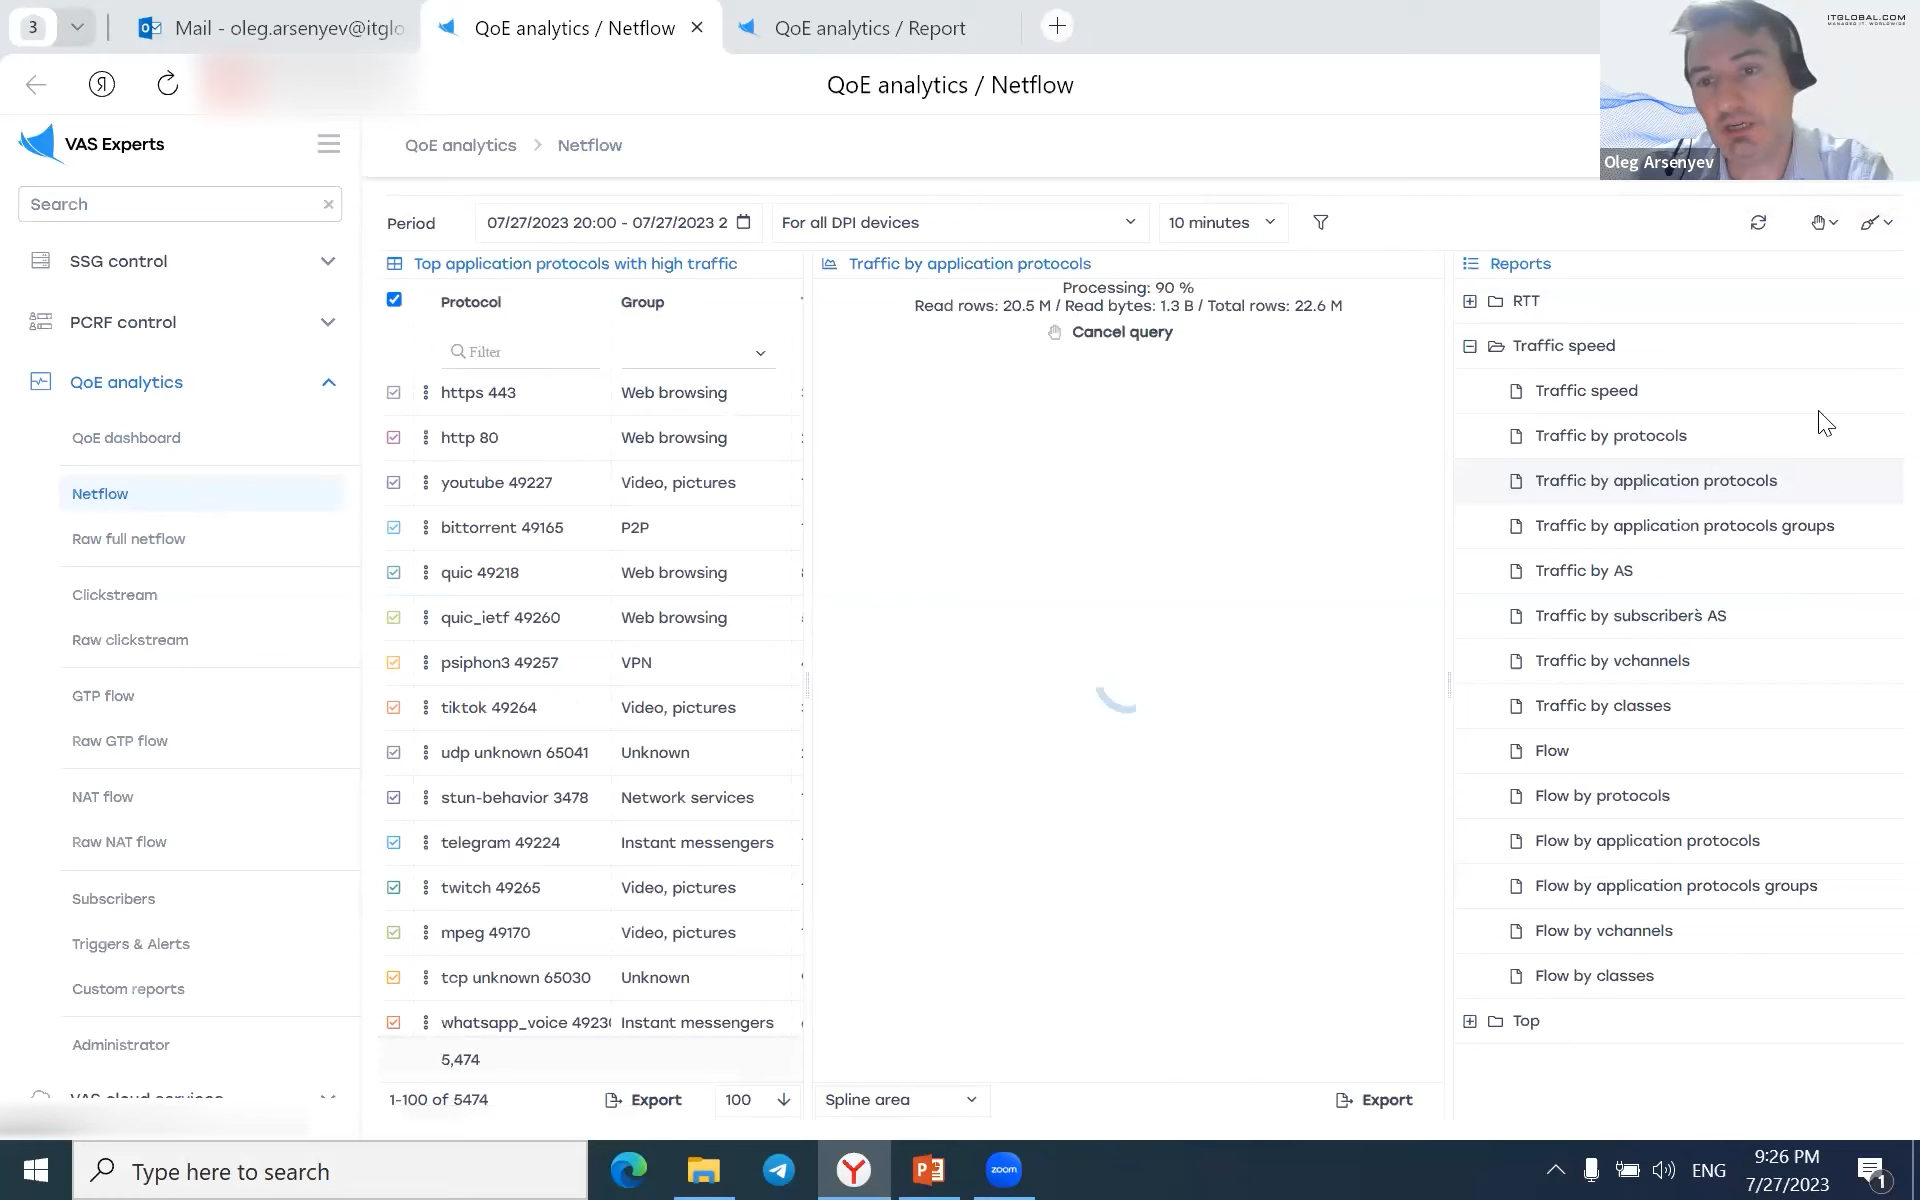 3
Mail - oleg.arsenyev@itglo
QoE analytics / Netflow
QoE analytics / Report
ITGLOBAL.COM
MANAGED IT. WORLDWIDE
Я
QoE analytics / Netflow
Oleg Arsenyev
VAS Experts
Search
SSG control
PCRF control
QoE analytics
QoE dashboard
Netflow
Raw full netflow
Clickstream
Raw clickstream
GTP flow
Raw GTP flow
NAT flow
Raw NAT flow
Subscribers
Triggers & Alerts
Custom reports
Administrator
VAS cloud services
QoE analytics > Netflow
Period
07/27/2023 20:00 - 07/27/2023 2
For all DPI devices
10 minutes
Top application protocols with high traffic
Protocol Group
Filter
https 443 Web browsing
http 80 Web browsing
youtube 49227 Video, pictures
bittorrent 49165 P2P
quic 49218 Web browsing
quic_ietf 49260 Web browsing
psiphon3 49257 VPN
tiktok 49264 Video, pictures
udp unknown 65041 Unknown
stun-behavior 3478 Network services
telegram 49224 Instant messengers
twitch 49265 Video, pictures
mpeg 49170 Video, pictures
tcp unknown 65030 Unknown
whatsapp_voice 4923 Instant messengers
5,474
1-100 of 5474
Export
100
Traffic by application protocols
Processing: 90 %
Read rows: 20.5 M / Read bytes: 1.3 B / Total rows: 22.6 M
Cancel query
Spline area
Export
Reports
RTT
Traffic speed
Traffic speed
Traffic by protocols
Traffic by application protocols
Traffic by application protocols groups
Traffic by AS
Traffic by subscriber`s AS
Traffic by vchannels
Traffic by classes
Flow
Flow by protocols
Flow by application protocols
Flow by application protocols groups
Flow by vchannels
Flow by classes
Top
Type here to search
zoom
ENG
9:26 PM
7/27/2023
1